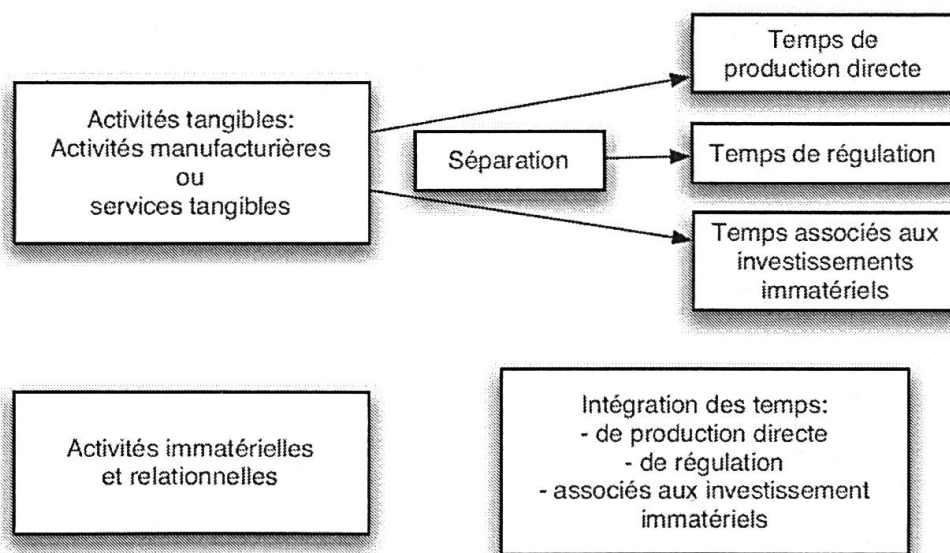 Activités tangibles:
Activités manufacturières
ou
services tangibles
Séparation
Temps de
production directe
Temps de régulation
Temps associés aux
investissements
immatériels
Activités immatérielles
et relationnelles
Intégration des temps:
- de production directe
- de régulation
- associés aux investissement
immatériels